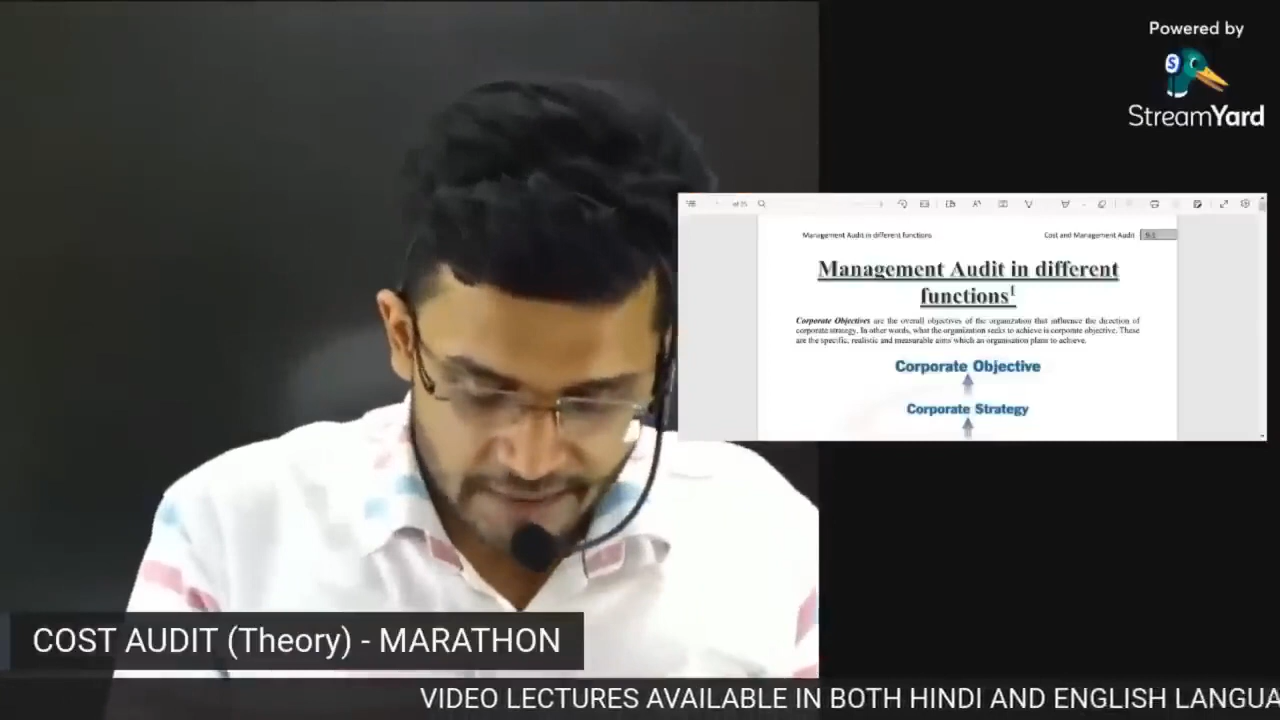 Powered by
StreamYard
of 35
Management Audit in different functions
Cost and Management Audit
9.1
Management Audit in different
functions¹
Corporate Objectives are the overall objectives of the organization that influence the direction of
corporate strategy. In other words, what the organization seeks to achieve is corporate objective. These
are the specific, realistic and measurable aims which an organisation plans to achieve.
Corporate Objective
Corporate Strategy
COST AUDIT (Theory) - MARATHON
VIDEO LECTURES AVAILABLE IN BOTH HINDI AND ENGLISH LANGUA